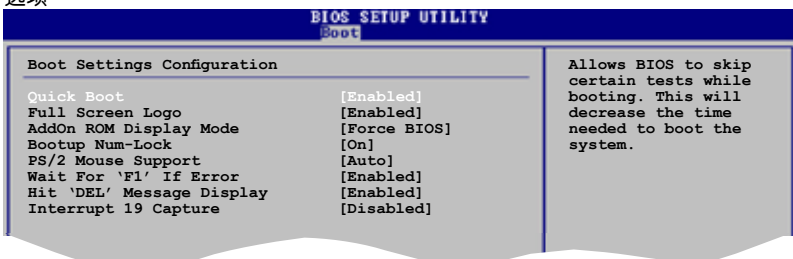 选项
BIOS SETUP UTILITY
Boot
Boot Settings Configuration
Quick Boot [Enabled]
Full Screen Logo [Enabled]
AddOn ROM Display Mode [Force BIOS]
Bootup Num-Lock [On]
PS/2 Mouse Support [Auto]
Wait For ‘F1’ If Error [Enabled]
Hit ‘DEL’ Message Display [Enabled]
Interrupt 19 Capture [Disabled]
Allows BIOS to skip
certain tests while
booting. This will
decrease the time
needed to boot the
system.